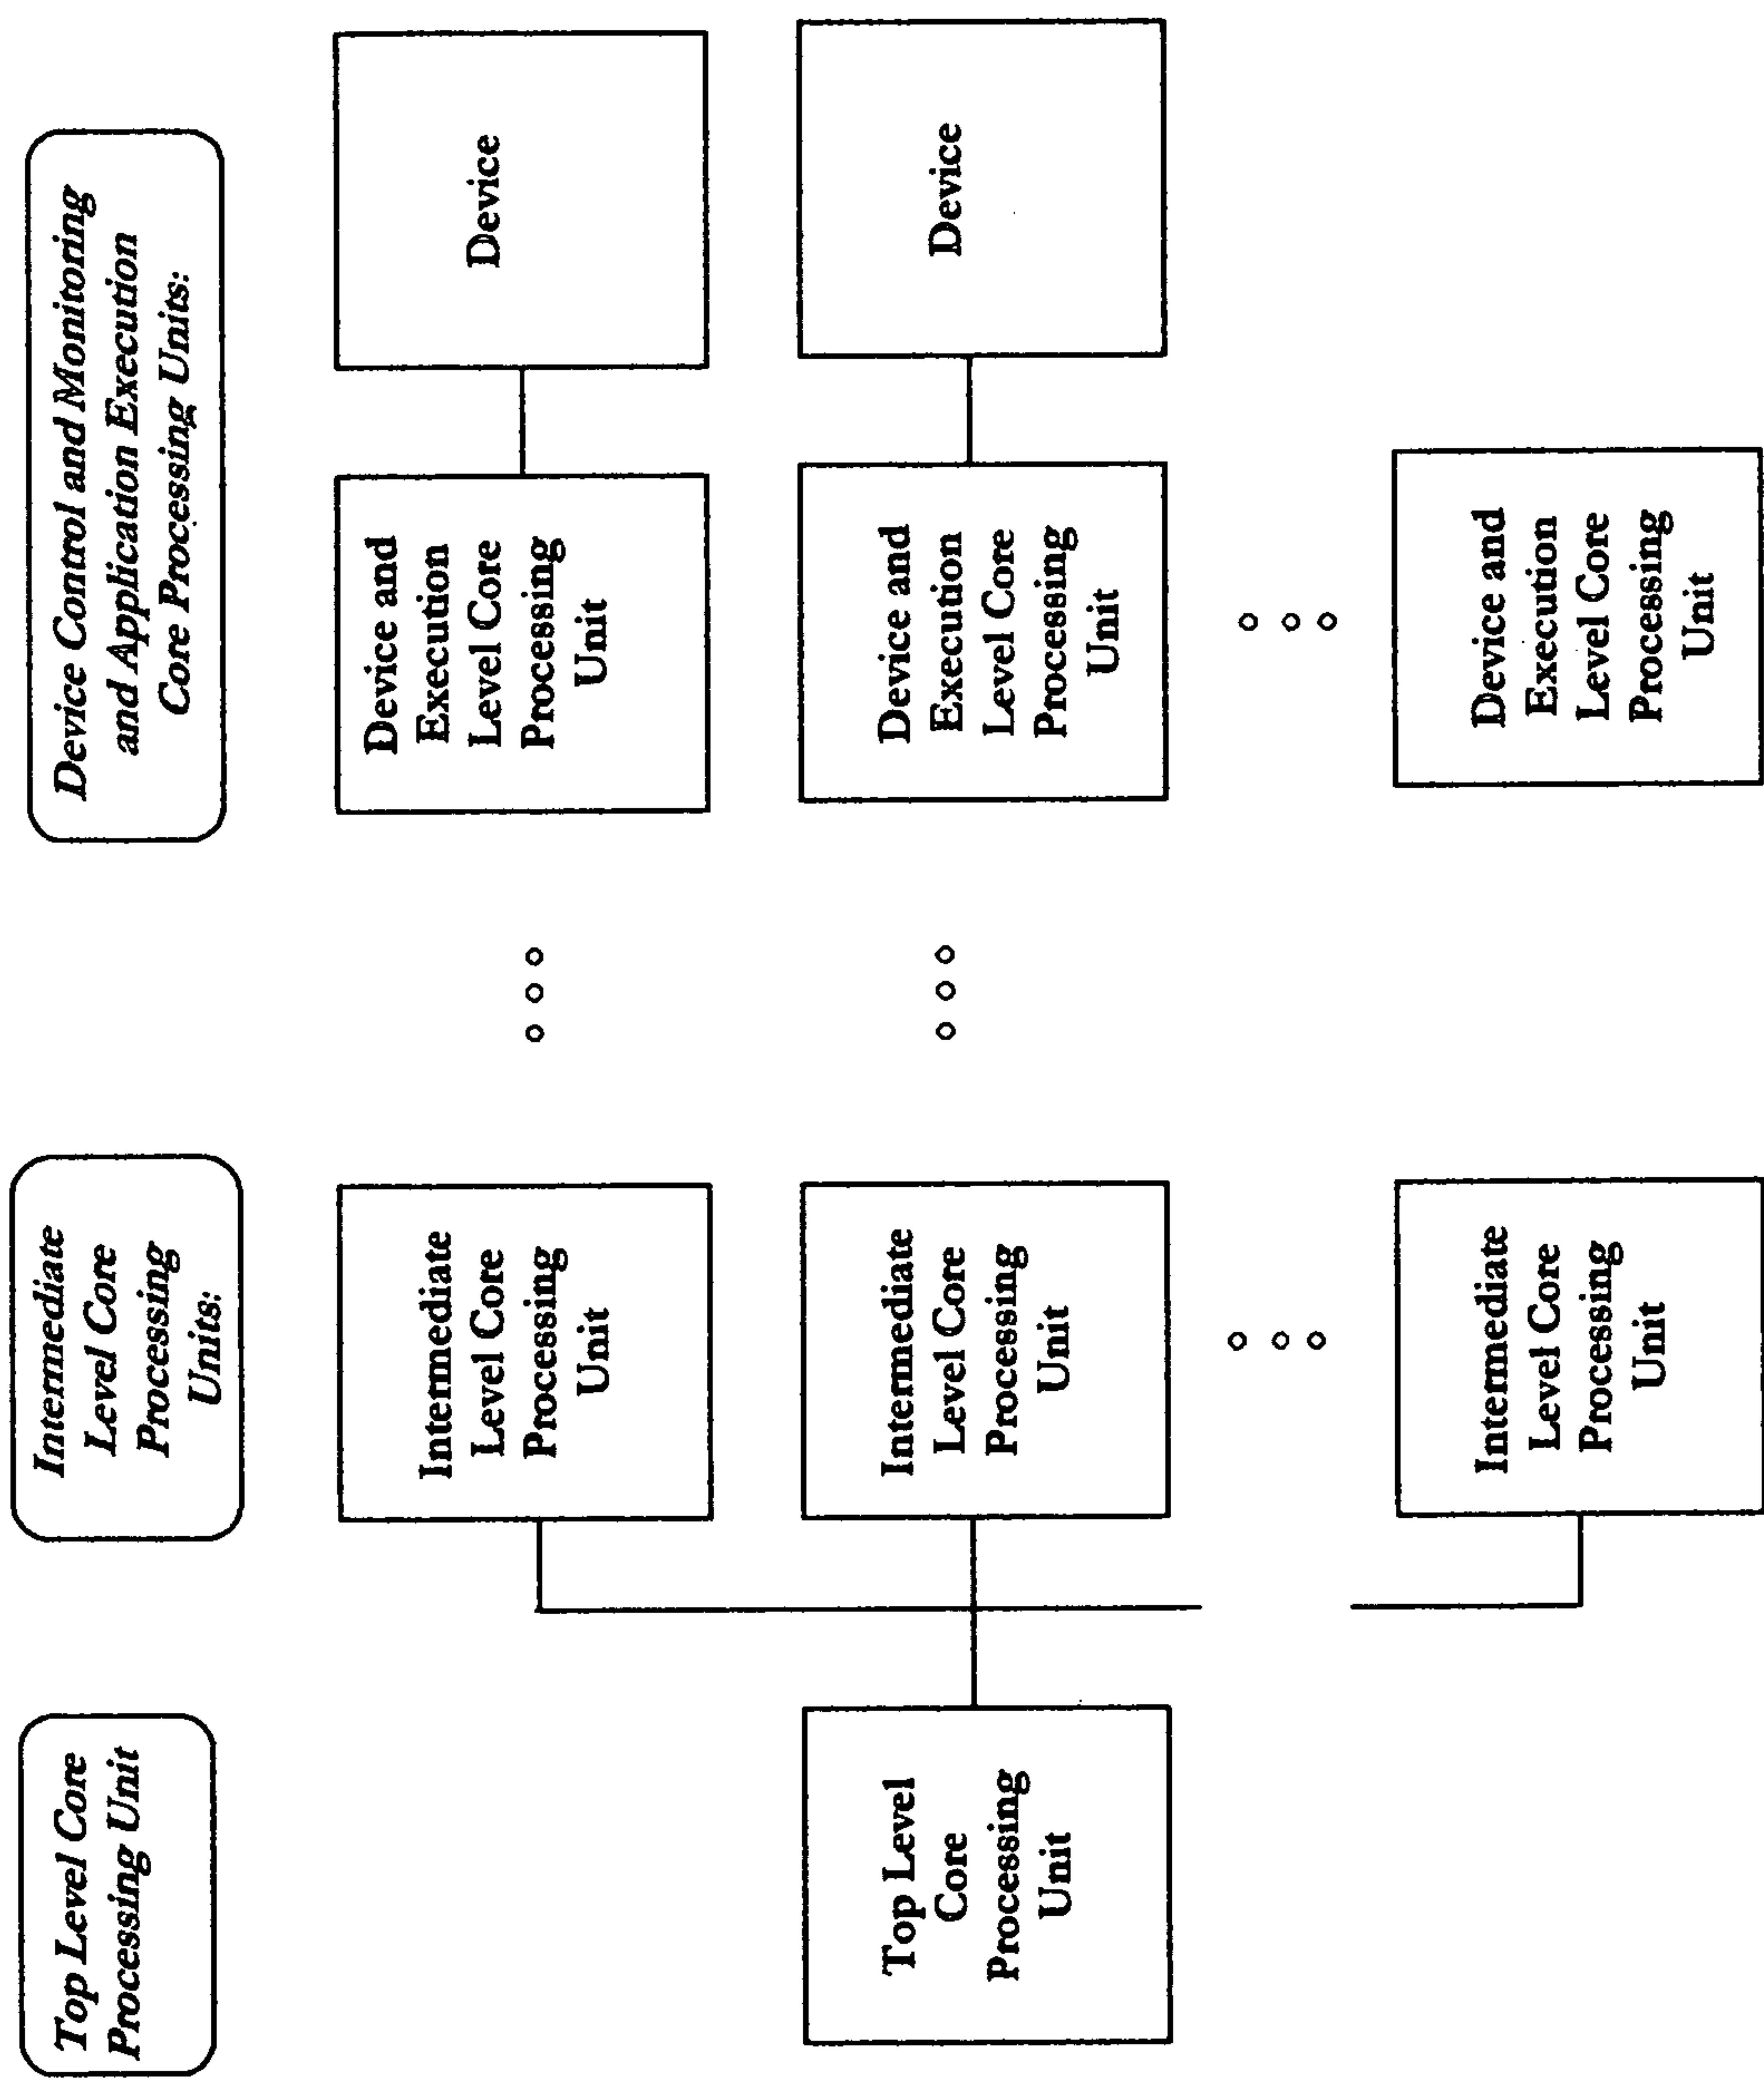 Top Level Core
Processing Unit
Intermediate
Level Core
Processing
Units:
Device Control and Monitoring
and Application Execution
Core Processing Units:
Intermediate
Level Core
Processing
Unit
Device and
Execution
Level Core
Processing
Unit
Device
Top Level
Core
Processing
Unit
Intermediate
Level Core
Processing
Unit
Device and
Execution
Level Core
Processing
Unit
Device
Intermediate
Level Core
Processing
Unit
Device and
Execution
Level Core
Processing
Unit